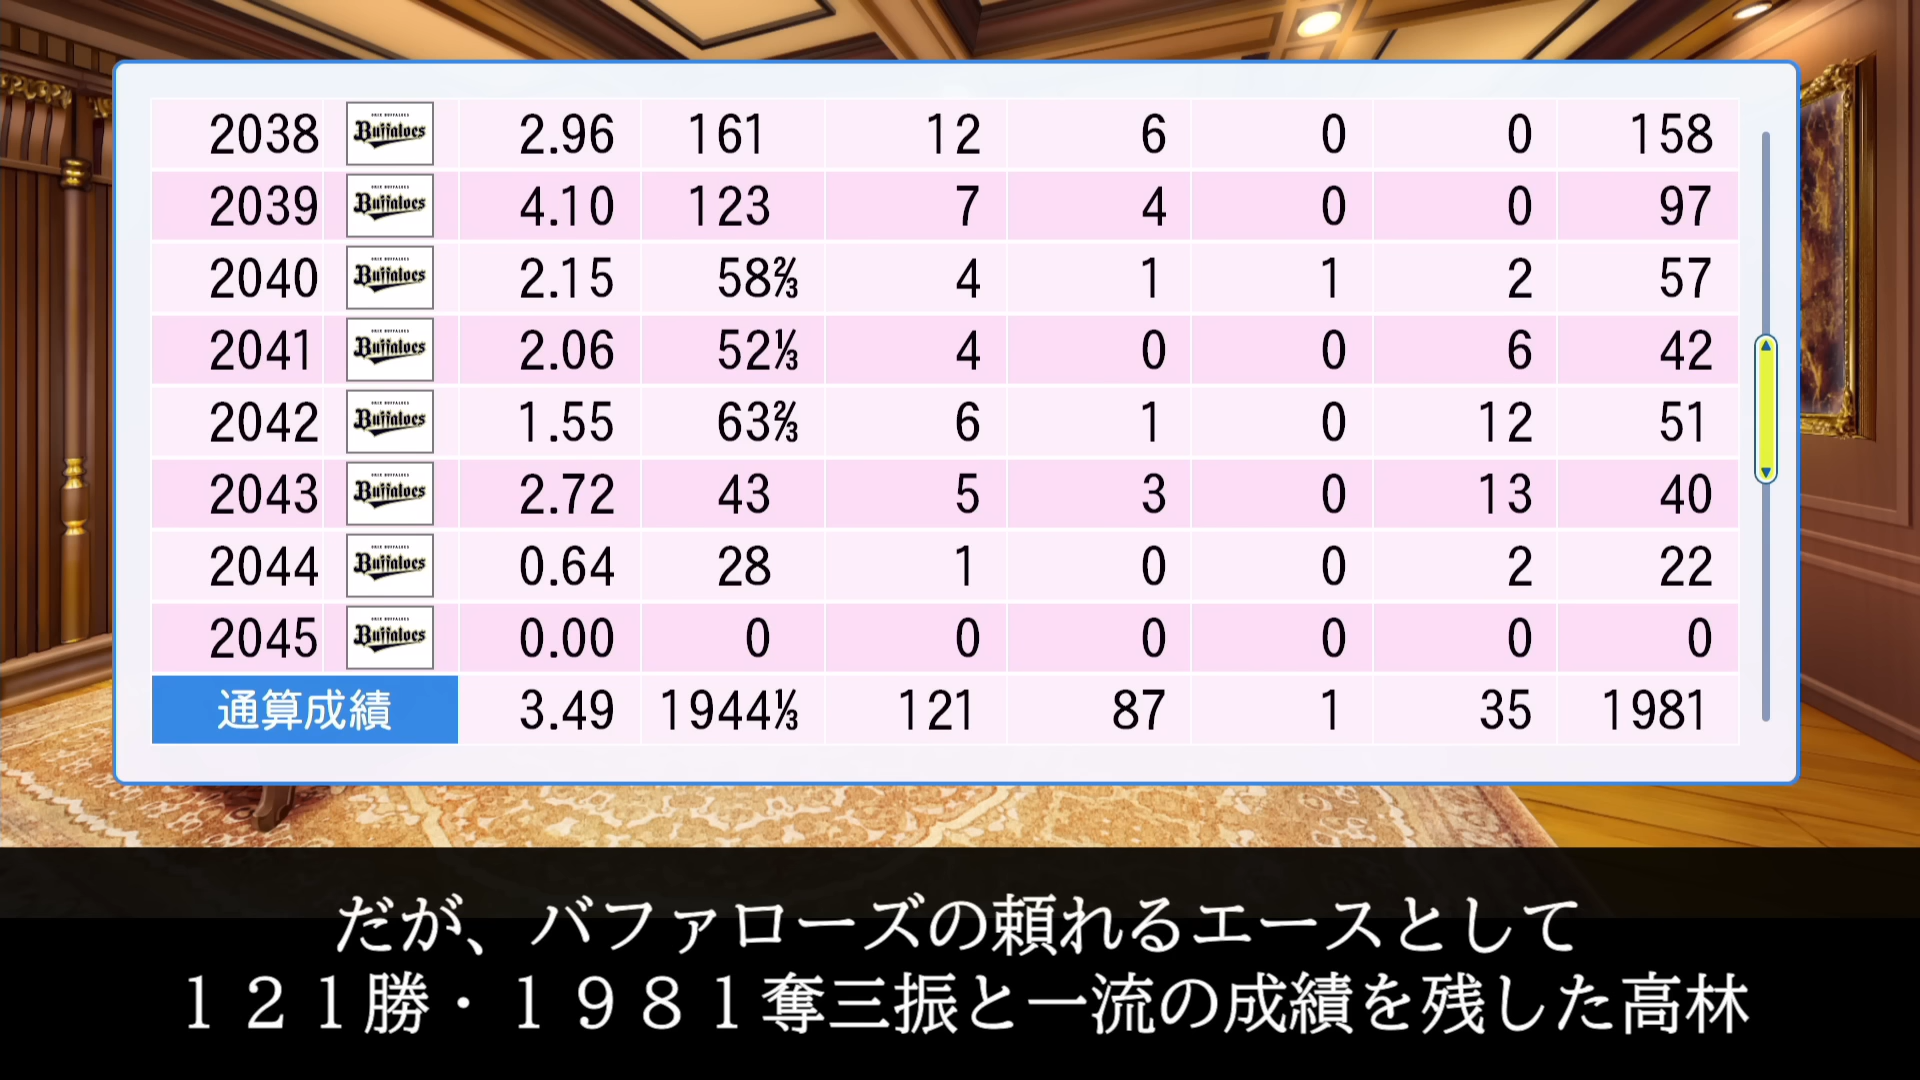 2038 Buffaloes 2.96 161 12 6 0 0 158
2039 Buffaloes 4.10 123 7 4 0 0 97
2040 Buffaloes 2.15 58⅔ 4 1 1 2 57
2041 Buffaloes 2.06 52⅓ 4 0 0 6 42
2042 Buffaloes 1.55 63⅔ 6 1 0 12 51
2043 Buffaloes 2.72 43 5 3 0 13 40
2044 Buffaloes 0.64 28 1 0 0 2 22
2045 Buffaloes 0.00 0 0 0 0 0 0
通算成績 3.49 1944⅓ 121 87 1 35 1981
だが、バファローズの頼れるエースとして
１２１勝・１９８１奪三振と一流の成績を残した高林